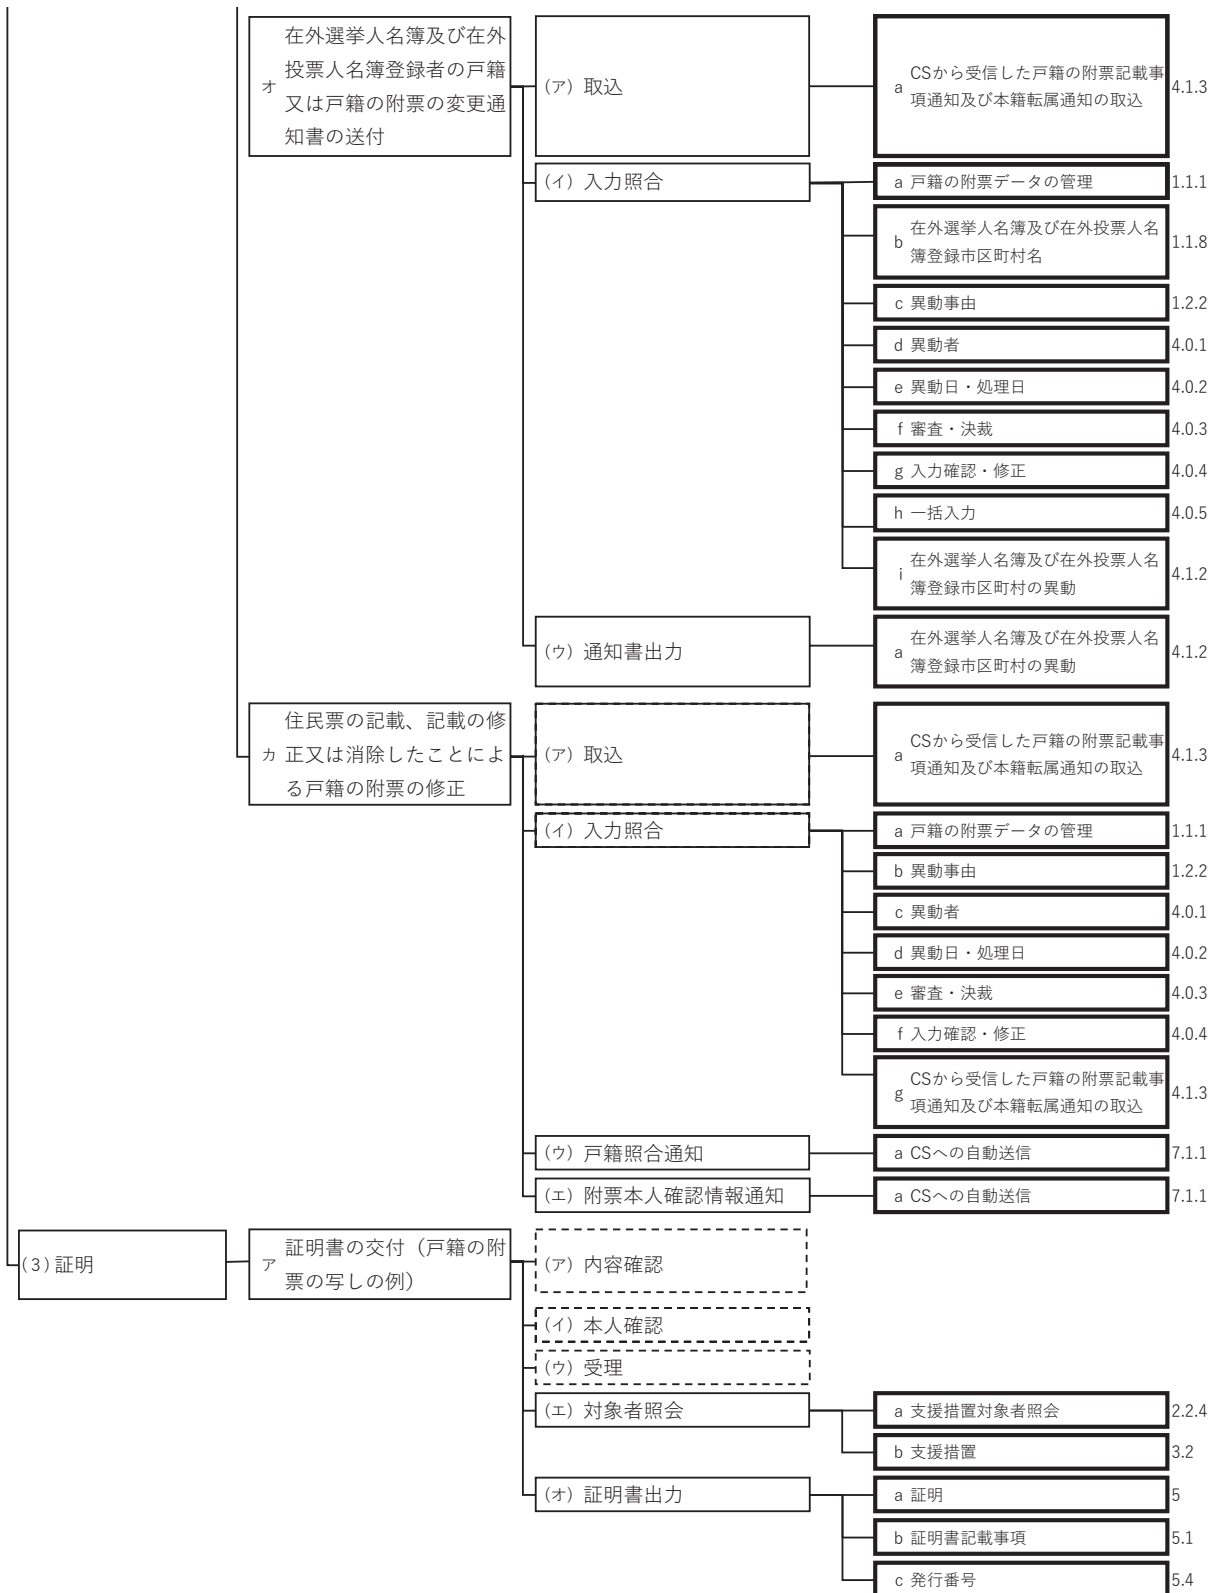 オ
在外選挙人名簿及び在外
投票人名簿登録者の戸籍
又は戸籍の附票の変更通
知書の送付
(ア) 取込
a
CSから受信した戸籍の附票記載事
項通知及び本籍転属通知の取込
4.1.3
(イ) 入力照合
a 戸籍の附票データの管理
1.1.1
b
在外選挙人名簿及び在外投票人名
簿登録市区町村名
1.1.8
c 異動事由
1.2.2
d 異動者
4.0.1
e 異動日・処理日
4.0.2
f 審査・決裁
4.0.3
g 入力確認・修正
4.0.4
h 一括入力
4.0.5
i
在外選挙人名簿及び在外投票人名
簿登録市区町村の異動
4.1.2
(ウ) 通知書出力
a
在外選挙人名簿及び在外投票人名
簿登録市区町村の異動
4.1.2
カ
住民票の記載、記載の修
正又は消除したことによ
る戸籍の附票の修正
(ア) 取込
a
CSから受信した戸籍の附票記載事
項通知及び本籍転属通知の取込
4.1.3
(イ) 入力照合
a 戸籍の附票データの管理
1.1.1
b 異動事由
1.2.2
c 異動者
4.0.1
d 異動日・処理日
4.0.2
e 審査・決裁
4.0.3
f 入力確認・修正
4.0.4
g
CSから受信した戸籍の附票記載事
項通知及び本籍転属通知の取込
4.1.3
(ウ) 戸籍照合通知
a CSへの自動送信
7.1.1
(エ) 附票本人確認情報通知
a CSへの自動送信
7.1.1
(3)証明
ア
証明書の交付（戸籍の附
票の写しの例）
(ア) 内容確認
(イ) 本人確認
(ウ) 受理
(エ) 対象者照会
a 支援措置対象者照会
2.2.4
b 支援措置
3.2
(オ) 証明書出力
a 証明
5
b 証明書記載事項
5.1
c 発行番号
5.4